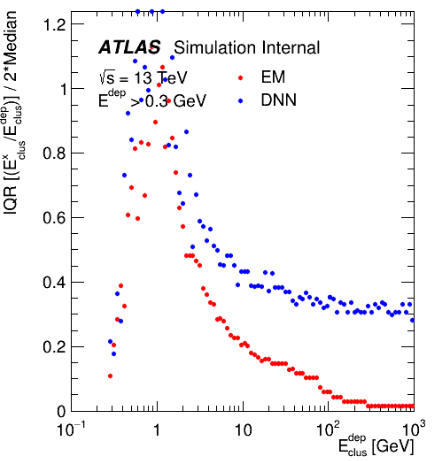 ATLAS Simulation Internal
√s = 13 TeV
E^dep > 0.3 GeV
EM
DNN
IQR [(E^x_clus/E^dep_clus)] / 2*Median
1.2
1
0.8
0.6
0.4
0.2
0
10^−1
1
10
10^2
10^3
E^dep_clus [GeV]